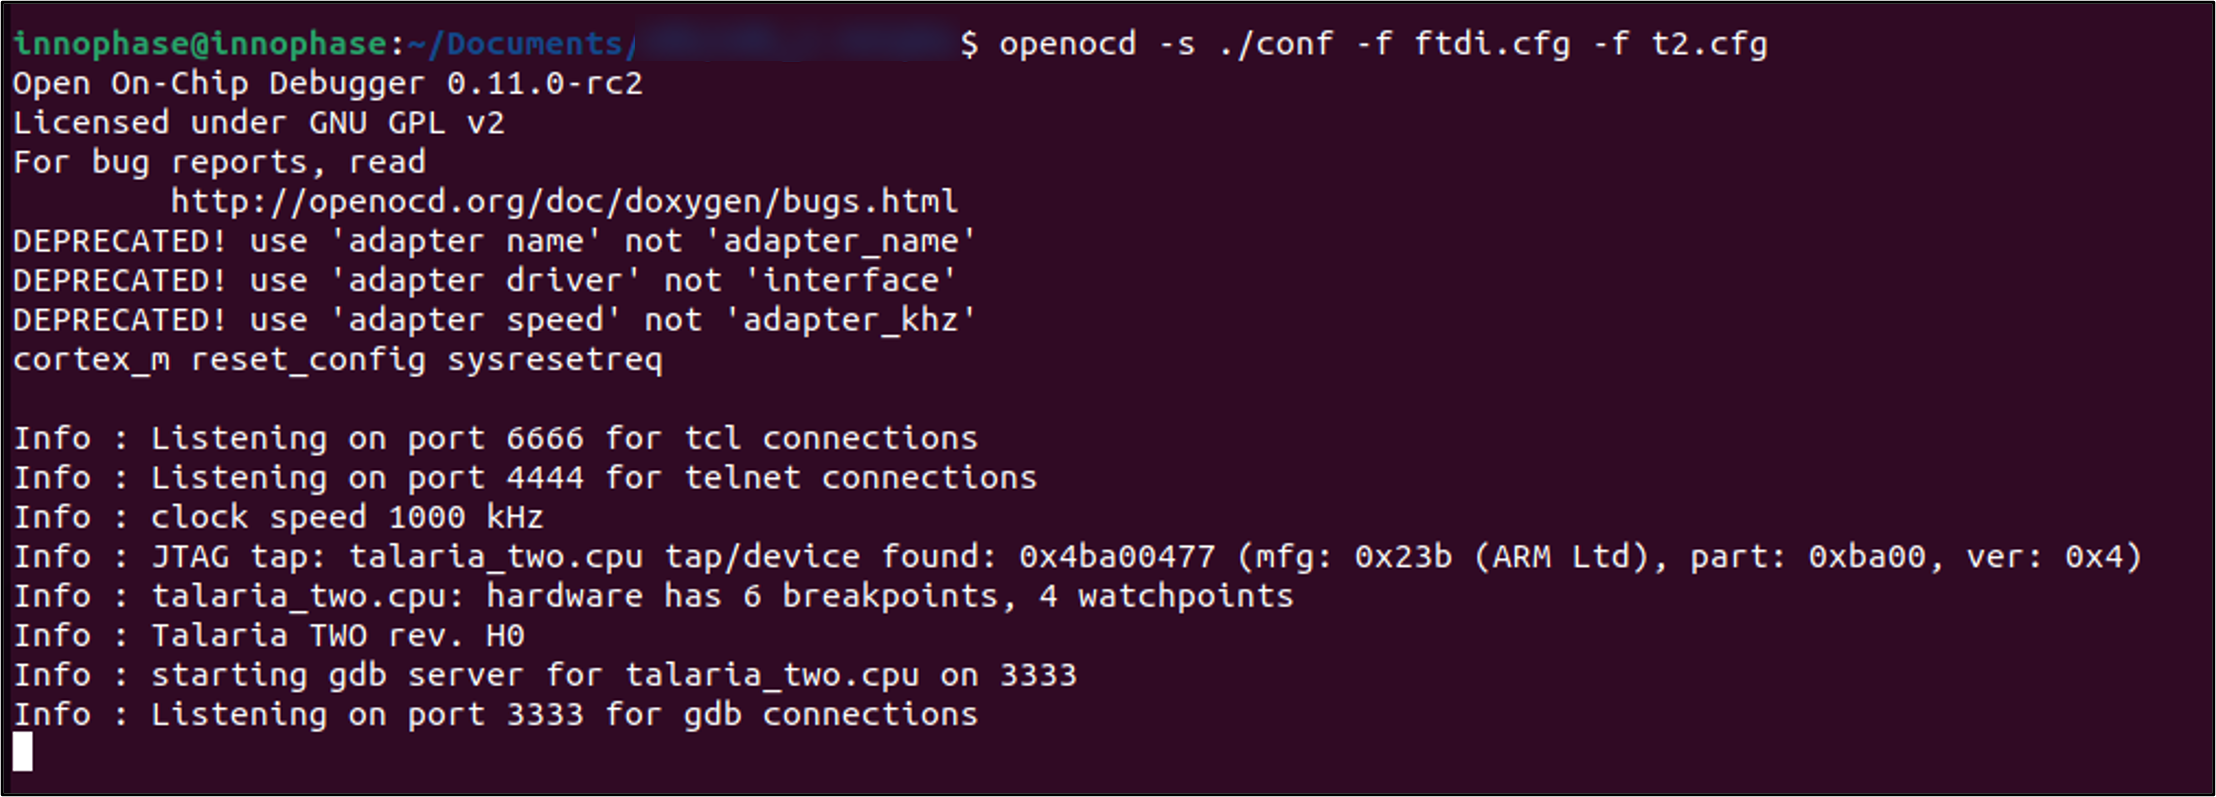 innophase@innophase:~/Documents/ $ openocd -s ./conf -f ftdi.cfg -f t2.cfg
Open On-Chip Debugger 0.11.0-rc2
Licensed under GNU GPL v2
For bug reports, read
        http://openocd.org/doc/doxygen/bugs.html
DEPRECATED! use 'adapter name' not 'adapter_name'
DEPRECATED! use 'adapter driver' not 'interface'
DEPRECATED! use 'adapter speed' not 'adapter_khz'
cortex_m reset_config sysresetreq

Info : Listening on port 6666 for tcl connections
Info : Listening on port 4444 for telnet connections
Info : clock speed 1000 kHz
Info : JTAG tap: talaria_two.cpu tap/device found: 0x4ba00477 (mfg: 0x23b (ARM Ltd), part: 0xba00, ver: 0x4)
Info : talaria_two.cpu: hardware has 6 breakpoints, 4 watchpoints
Info : Talaria TWO rev. H0
Info : starting gdb server for talaria_two.cpu on 3333
Info : Listening on port 3333 for gdb connections